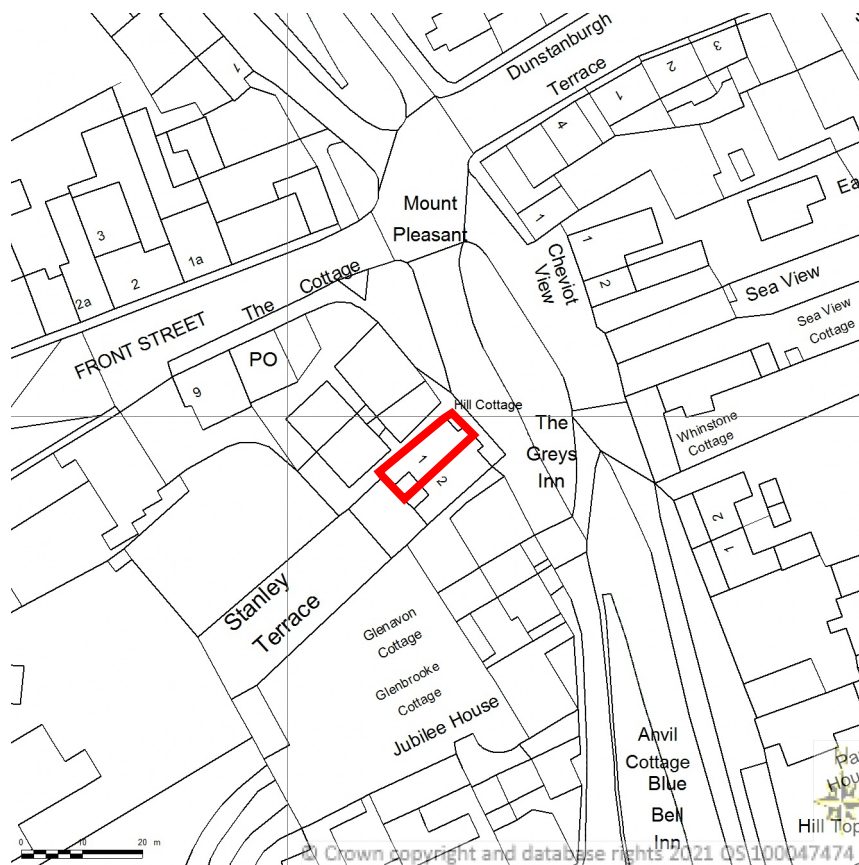 Dunstanburgh
Terrace
1
3
2
1
4
1
Mount
Pleasant
Ea
3
1a
2
2a
The Cottage
FRONT STREET
Cheviot
View
1
2
Sea View
Sea View
Cottage
PO
9
Hill Cottage
The
Greys
Inn
Whinstone
Cottage
1
2
2
1
Stanley
Terrace
Glenavon
Cottage
Glenbrooke
Cottage
Jubilee House
Anvil
Cottage
Blue
Bell
Inn
Hill Top
0 10 20 m
© Crown copyright and database rights 2021 OS 100047474